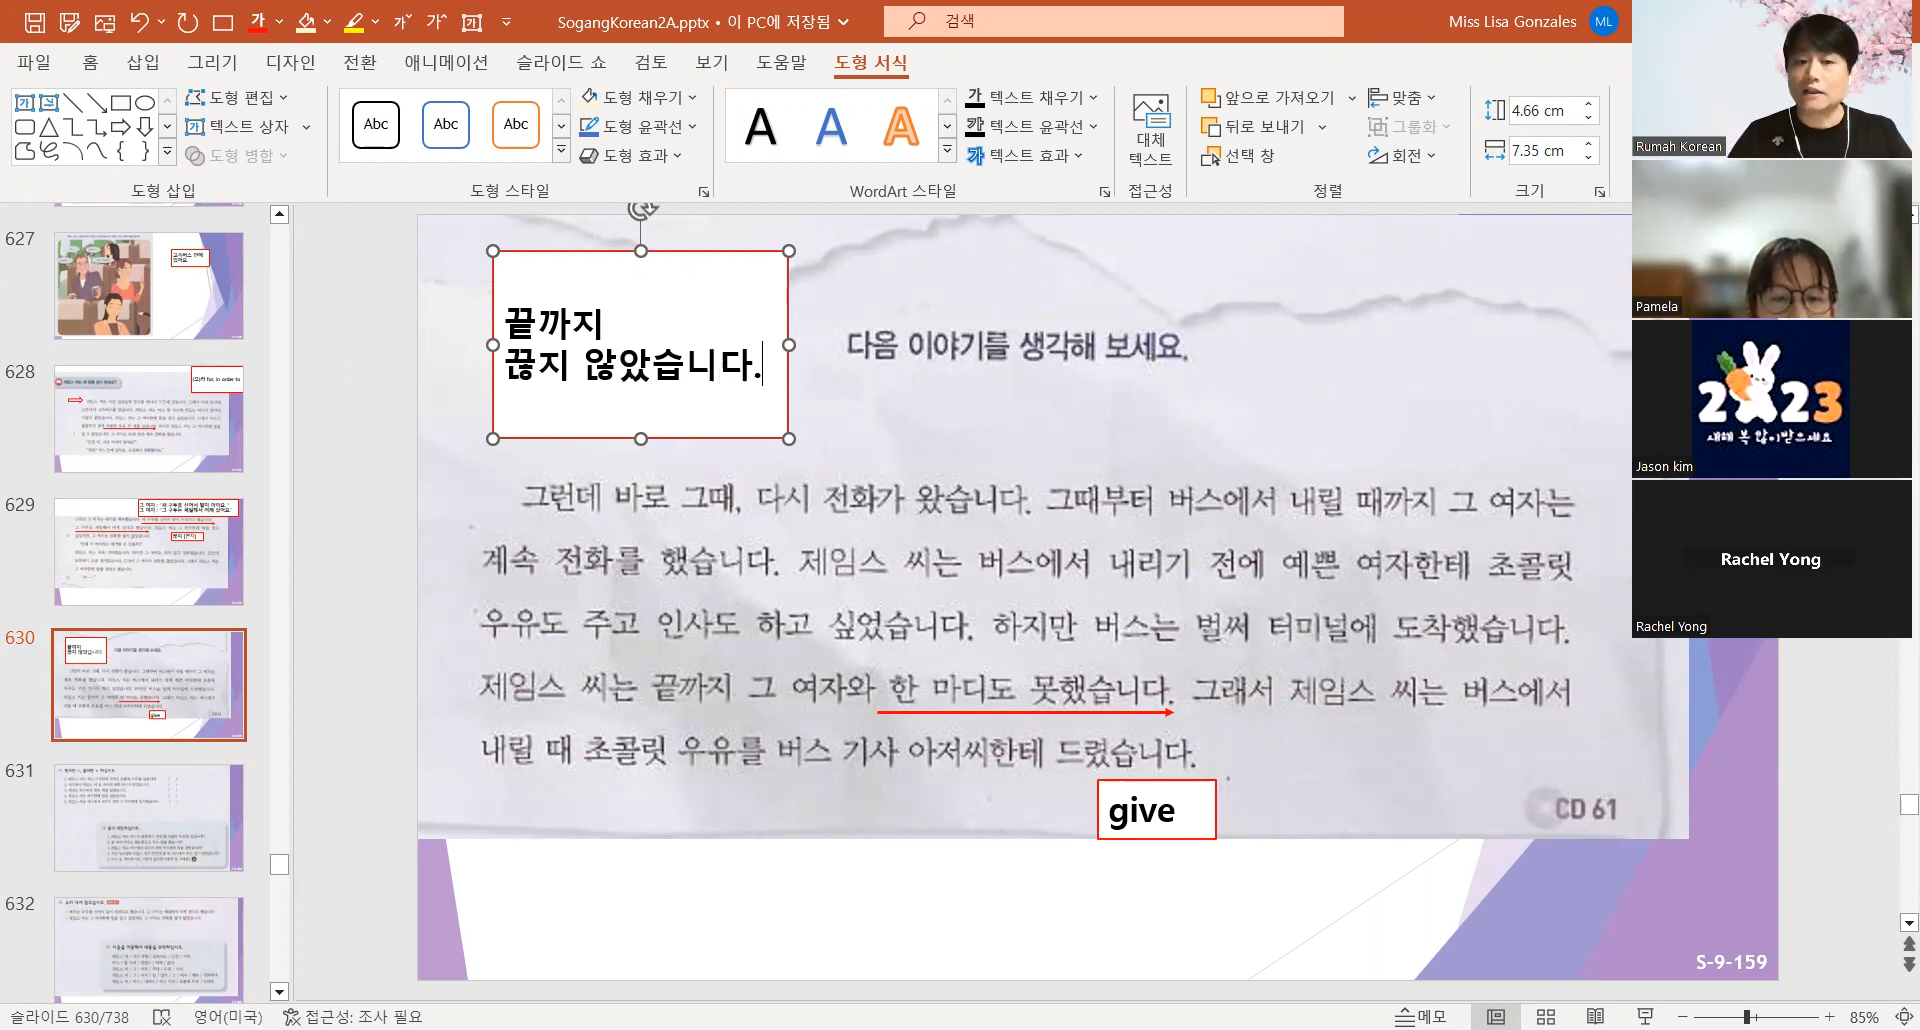 SogangKorean2A.pptx • 이 PC에 저장됨
검색
Miss Lisa Gonzales
ML
파일 홈 삽입 그리기 디자인 전환 애니메이션 슬라이드 쇼 검토 보기 도움말 도형 서식
도형 편집
텍스트 상자
도형 병합
도형 삽입
Abc Abc Abc
도형 채우기
도형 윤곽선
도형 효과
도형 스타일
A A A
텍스트 채우기
텍스트 윤곽선
텍스트 효과
WordArt 스타일
대체
텍스트
접근성
앞으로 가져오기
뒤로 보내기
선택 창
맞춤
그룹화
회전
정렬
4.66 cm
7.35 cm
크기
627
628
629
630
631
632
끝까지
끊지 않았습니다.
다음 이야기를 생각해 보세요.
그런데 바로 그때, 다시 전화가 왔습니다. 그때부터 버스에서 내릴 때까지 그 여자는
계속 전화를 했습니다. 제임스 씨는 버스에서 내리기 전에 예쁜 여자한테 초콜릿
우유도 주고 인사도 하고 싶었습니다. 하지만 버스는 벌써 터미널에 도착했습니다.
제임스 씨는 끝까지 그 여자와 한 마디도 못했습니다. 그래서 제임스 씨는 버스에서
내릴 때 초콜릿 우유를 버스 기사 아저씨한테 드렸습니다.
give
CD 61
S-9-159
Rumah Korean
Pamela
2023
새해 복 많이받으세요
Jason kim
Rachel Yong
Rachel Yong
슬라이드 630/738
영어(미국)
접근성: 조사 필요
메모
85%